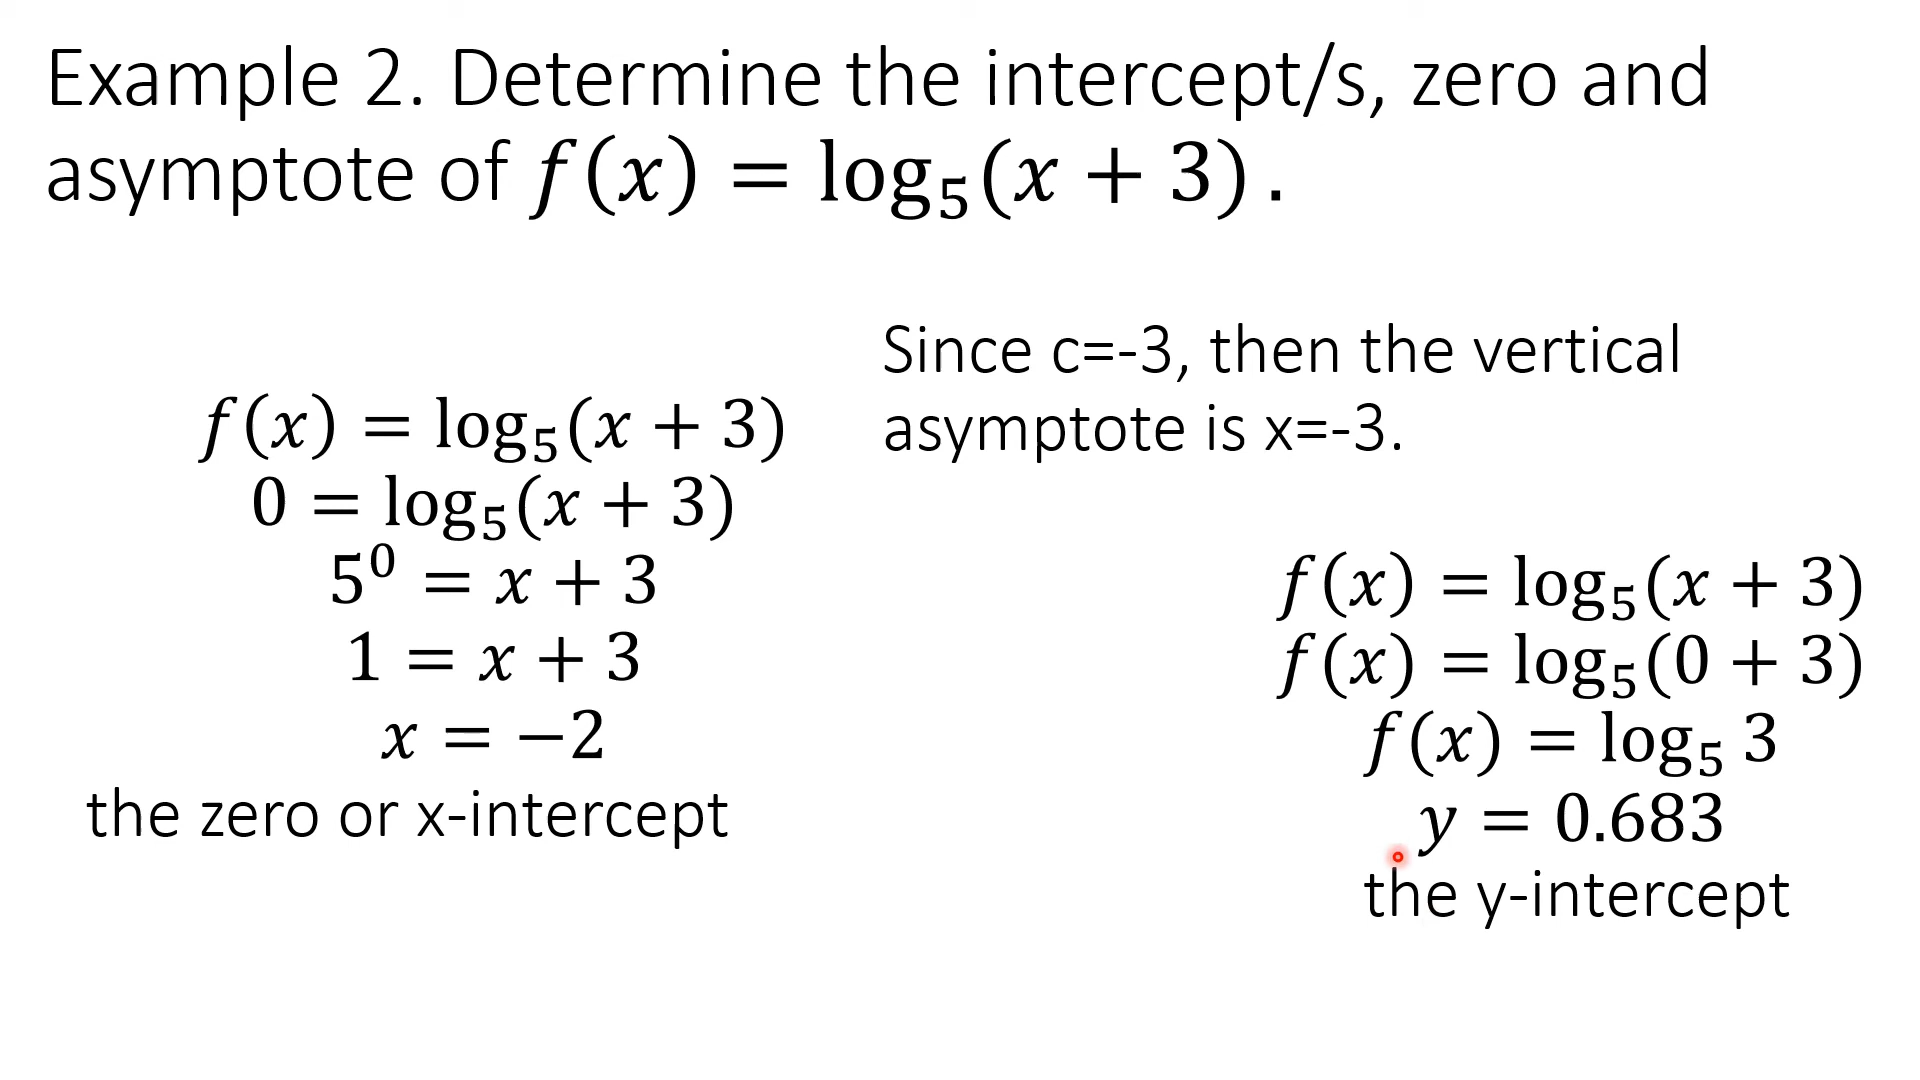 Example 2. Determine the intercept/s, zero and
asymptote of f(x) = log₅(x + 3).
f(x) = log₅(x + 3)
0 = log₅(x + 3)
5⁰ = x + 3
1 = x + 3
x = −2
the zero or x-intercept
Since c=-3, then the vertical
asymptote is x=-3.
f(x) = log₅(x + 3)
f(x) = log₅(0 + 3)
f(x) = log₅ 3
y = 0.683
the y-intercept